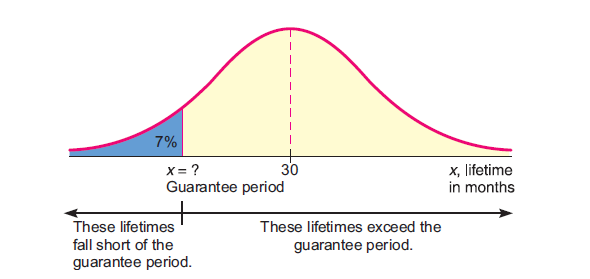 7%
x = ?
30
x, lifetime
Guarantee period
in months
These lifetimes
fall short of the
guarantee period.
These lifetimes exceed the
guarantee period.